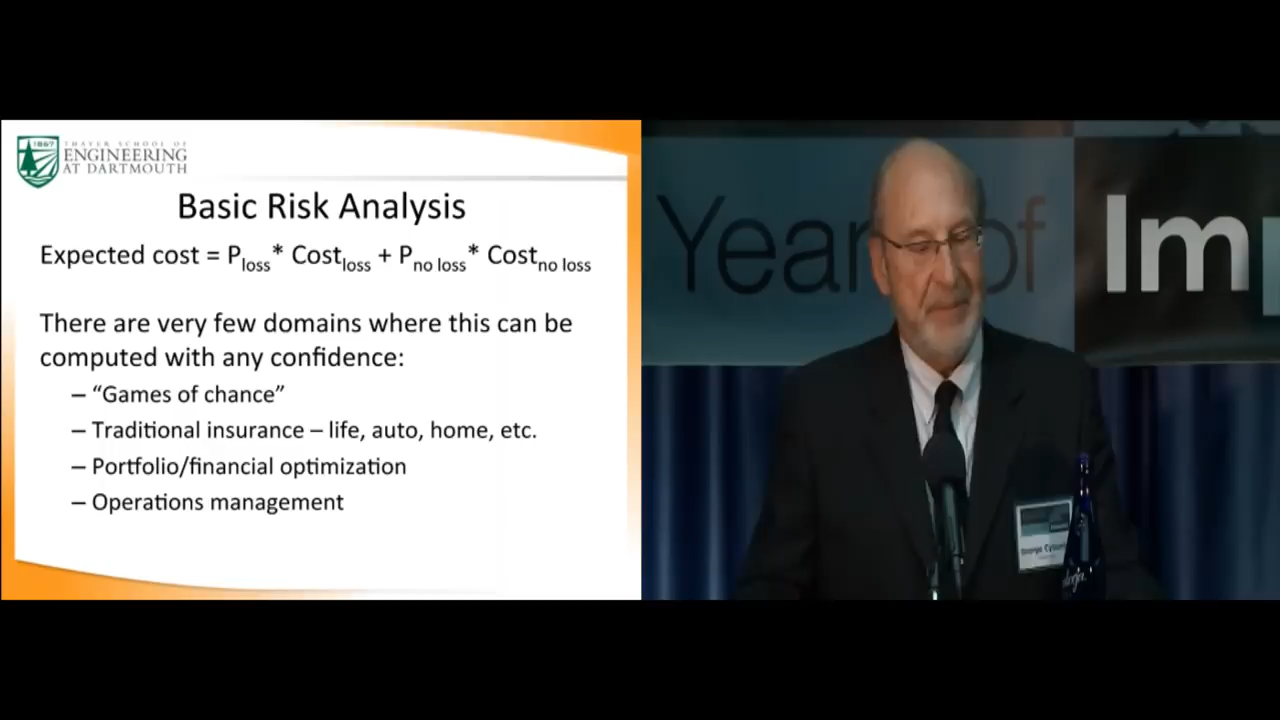 1867
THAYER SCHOOL OF
ENGINEERING
AT DARTMOUTH
Basic Risk Analysis
Expected cost = Ploss* Costloss + Pno loss* Costno loss
There are very few domains where this can be
computed with any confidence:
– “Games of chance”
– Traditional insurance – life, auto, home, etc.
– Portfolio/financial optimization
– Operations management
Year of
Im
George